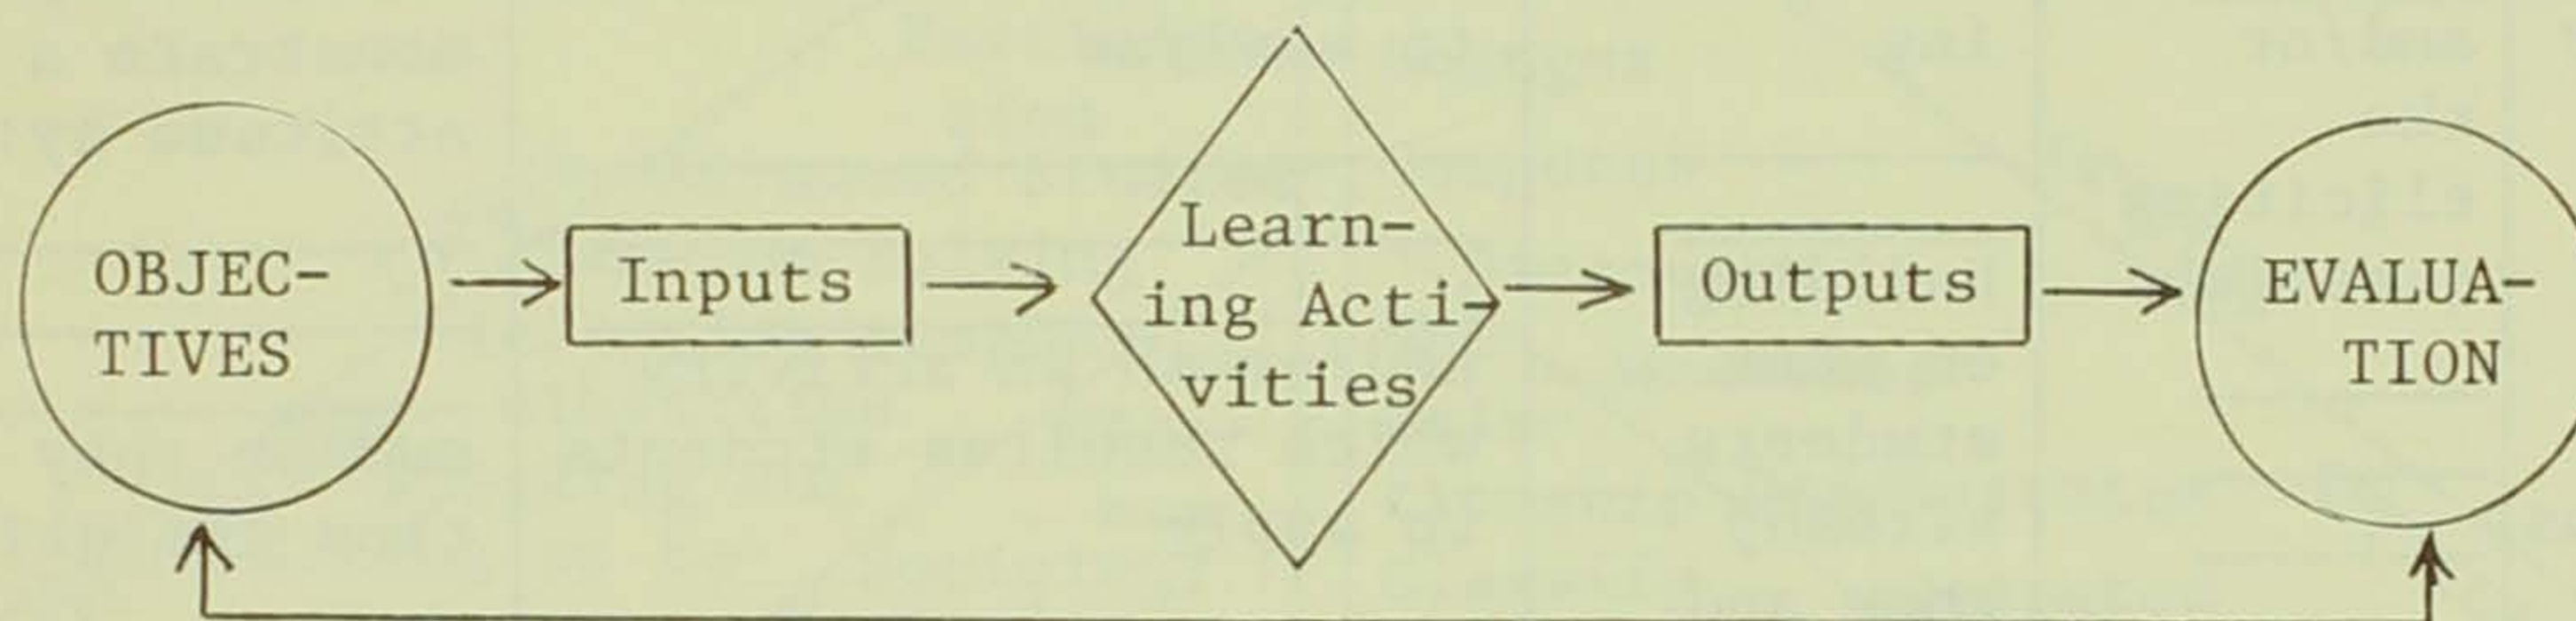 OBJEC-
TIVES
Inputs
Learn-
ing Acti-
vities
Outputs
EVALUA-
TION